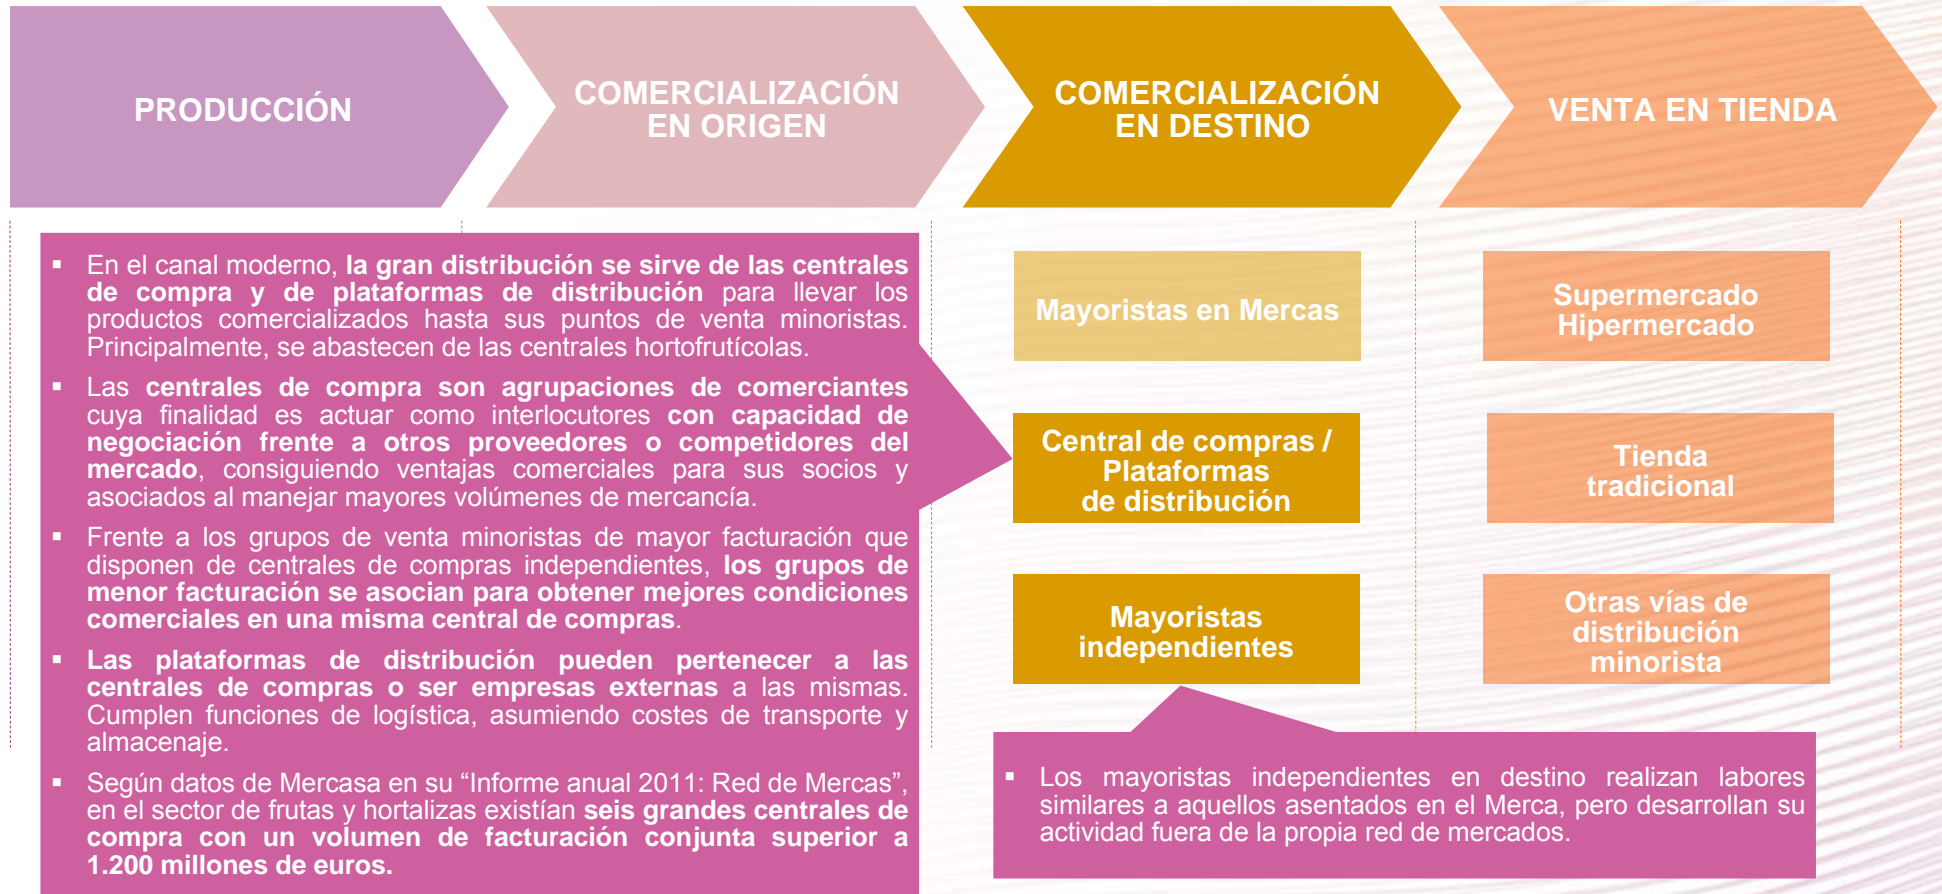 PRODUCCIÓN
COMERCIALIZACIÓN
EN ORIGEN
COMERCIALIZACIÓN
EN DESTINO
VENTA EN TIENDA
▪ En el canal moderno, la gran distribución se sirve de las centrales
de compra y de plataformas de distribución para llevar los
productos comercializados hasta sus puntos de venta minoristas.
Principalmente, se abastecen de las centrales hortofrutícolas.
▪ Las centrales de compra son agrupaciones de comerciantes
cuya finalidad es actuar como interlocutores con capacidad de
negociación frente a otros proveedores o competidores del
mercado, consiguiendo ventajas comerciales para sus socios y
asociados al manejar mayores volúmenes de mercancía.
▪ Frente a los grupos de venta minoristas de mayor facturación que
disponen de centrales de compras independientes, los grupos de
menor facturación se asocian para obtener mejores condiciones
comerciales en una misma central de compras.
▪ Las plataformas de distribución pueden pertenecer a las
centrales de compras o ser empresas externas a las mismas.
Cumplen funciones de logística, asumiendo costes de transporte y
almacenaje.
▪ Según datos de Mercasa en su “Informe anual 2011: Red de Mercas”,
en el sector de frutas y hortalizas existían seis grandes centrales de
compra con un volumen de facturación conjunta superior a
1.200 millones de euros.
Mayoristas en Mercas
Central de compras /
Plataformas
de distribución
Mayoristas
independientes
Supermercado
Hipermercado
Tienda
tradicional
Otras vías de
distribución
minorista
▪ Los mayoristas independientes en destino realizan labores
similares a aquellos asentados en el Merca, pero desarrollan su
actividad fuera de la propia red de mercados.